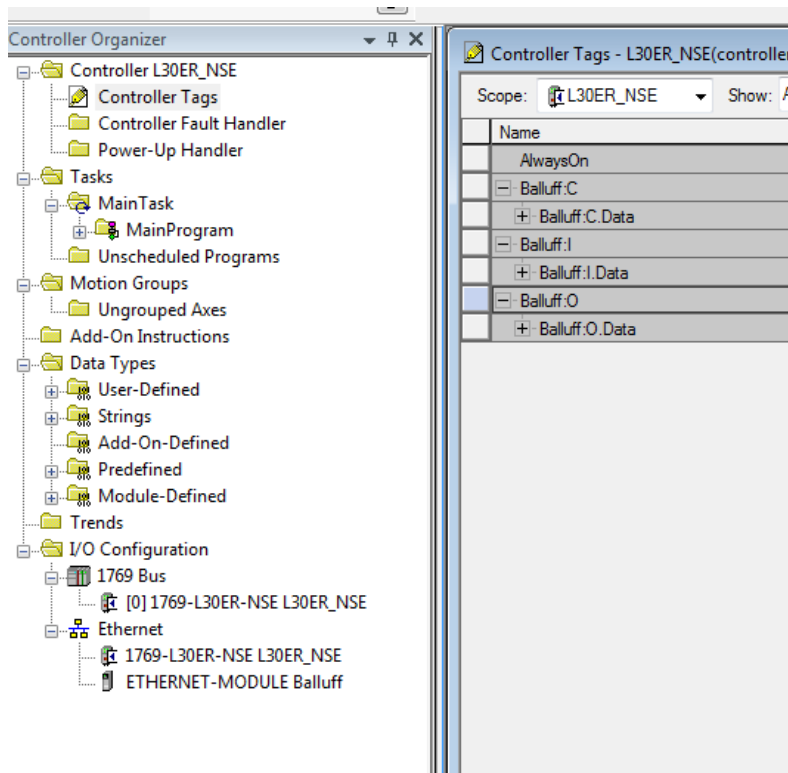 Controller Organizer
Controller L30ER_NSE
Controller Tags
Controller Fault Handler
Power-Up Handler
Tasks
MainTask
MainProgram
Unscheduled Programs
Motion Groups
Ungrouped Axes
Add-On Instructions
Data Types
User-Defined
Strings
Add-On-Defined
Predefined
Module-Defined
Trends
I/O Configuration
1769 Bus
[0] 1769-L30ER-NSE L30ER_NSE
Ethernet
1769-L30ER-NSE L30ER_NSE
ETHERNET-MODULE Balluff
Controller Tags - L30ER_NSE(controller
Scope: L30ER_NSE Show:
Name
AlwaysOn
Balluff:C
Balluff:C.Data
Balluff:I
Balluff:I.Data
Balluff:O
Balluff:O.Data